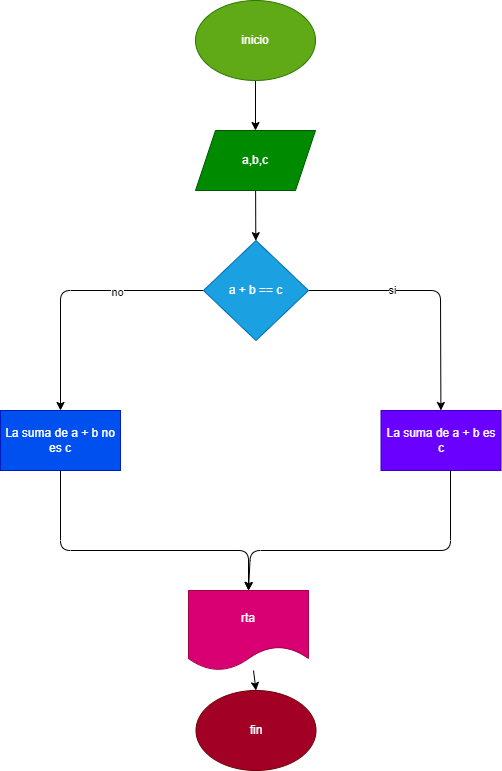 inicio
a,b,c
a + b == c
no
si
La suma de a + b no
es c
La suma de a + b es
c
rta
fin